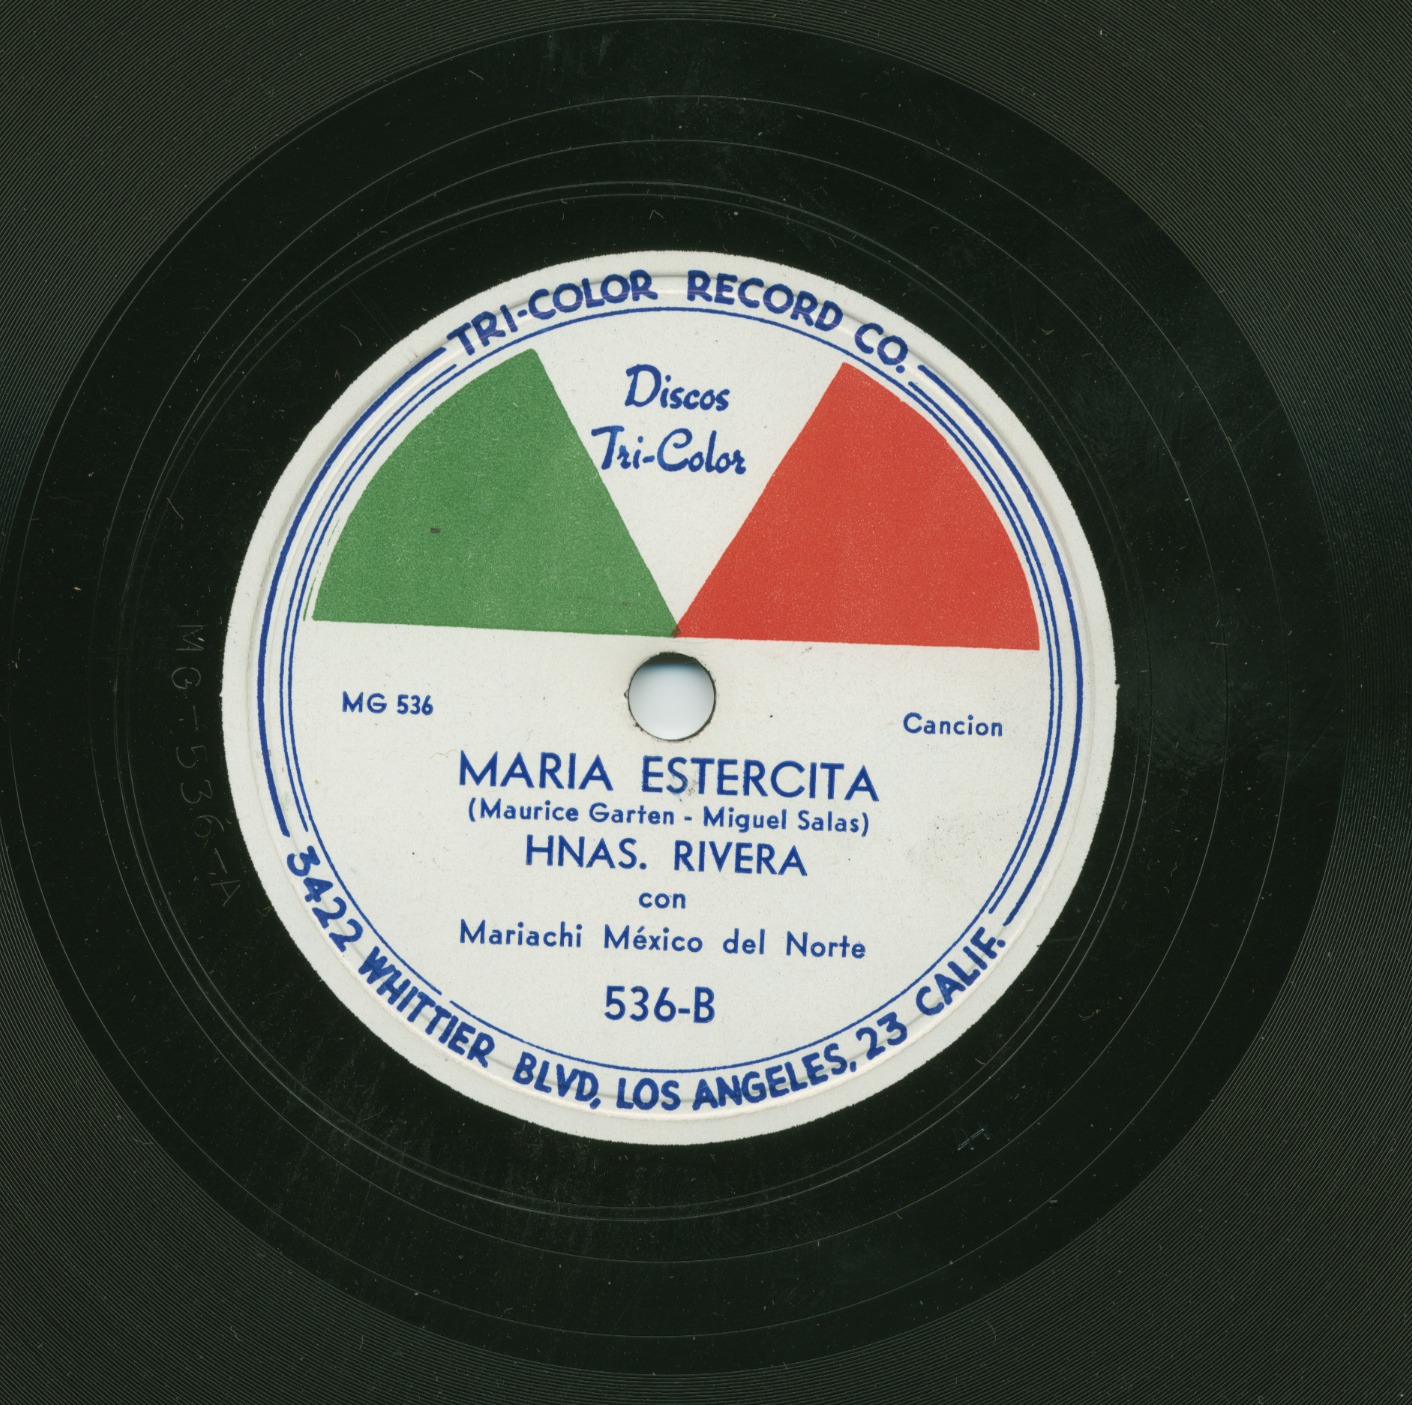 TRI-COLOR RECORD CO.
Discos
Tri-Color
MG 536
Cancion
MARIA ESTERCITA
(Maurice Garten - Miguel Salas)
HNAS. RIVERA
con
Mariachi México del Norte
536-B
3422 WHITTIER BLVD, LOS ANGELES, 23 CALIF.
MG-536-A